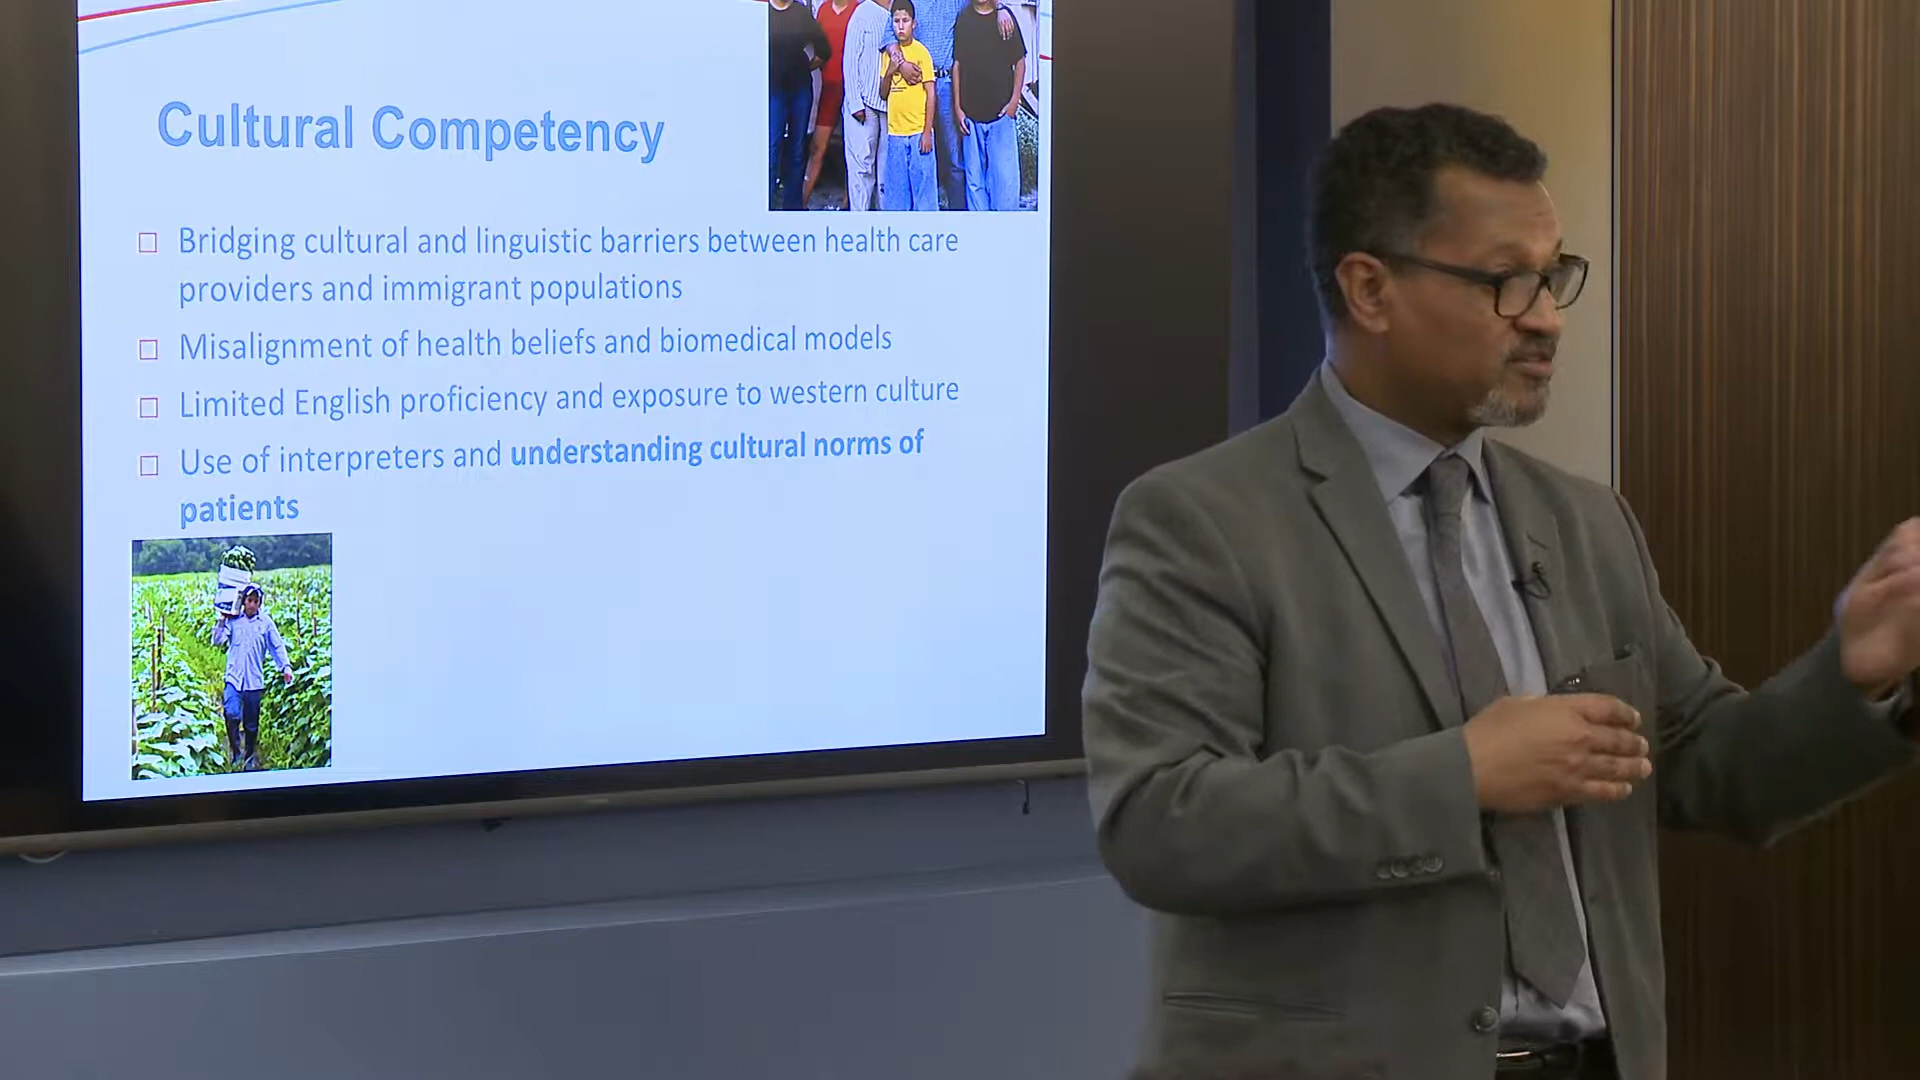 Cultural Competency
Bridging cultural and linguistic barriers between health care
providers and immigrant populations
Misalignment of health beliefs and biomedical models
Limited English proficiency and exposure to western culture
Use of interpreters and understanding cultural norms of
patients